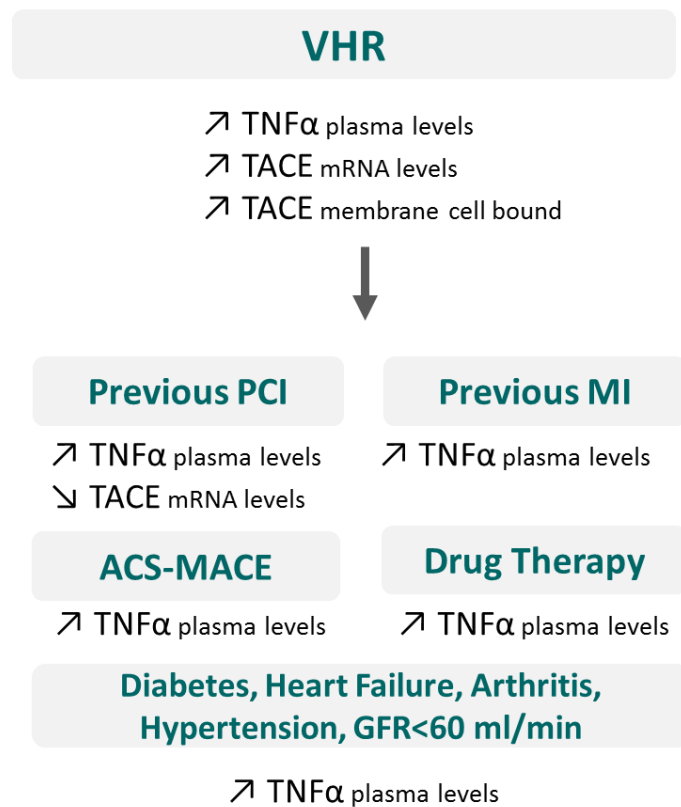 VHR
↗ TNFα plasma levels
↗ TACE mRNA levels
↗ TACE membrane cell bound
Previous PCI
↗ TNFα plasma levels
↘ TACE mRNA levels
Previous MI
↗ TNFα plasma levels
ACS-MACE
↗ TNFα plasma levels
Drug Therapy
↗ TNFα plasma levels
Diabetes, Heart Failure, Arthritis,
Hypertension, GFR<60 ml/min
↗ TNFα plasma levels